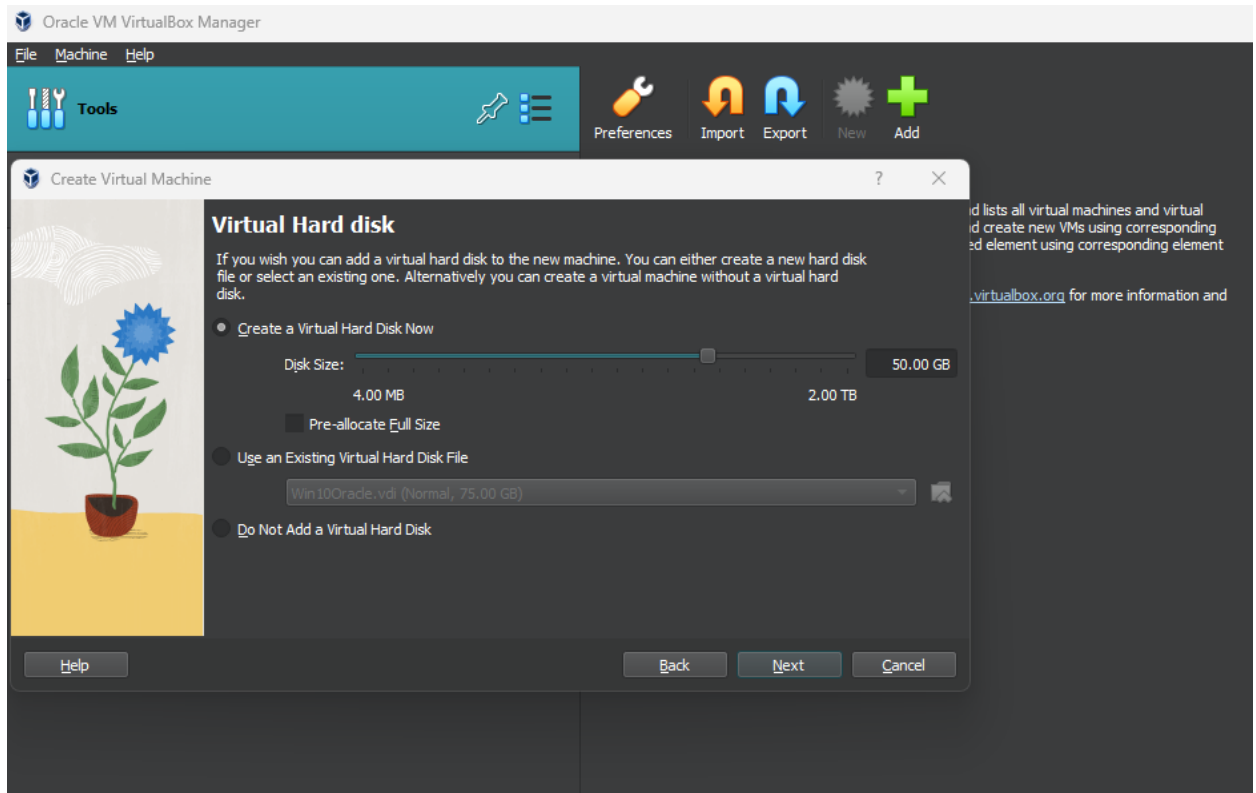 Oracle VM VirtualBox Manager
File Machine Help
Tools
Preferences Import Export New Add
Create Virtual Machine ?
d lists all virtual machines and virtual
d create new VMs using corresponding
ed element using corresponding element
.virtualbox.org for more information and
Virtual Hard disk
If you wish you can add a virtual hard disk to the new machine. You can either create a new hard disk
file or select an existing one. Alternatively you can create a virtual machine without a virtual hard
disk.
Create a Virtual Hard Disk Now
Disk Size: 50.00 GB
4.00 MB 2.00 TB
Pre-allocate Full Size
Use an Existing Virtual Hard Disk File
Win10Oracle.vdi (Normal, 75.00 GB)
Do Not Add a Virtual Hard Disk
Help Back Next Cancel